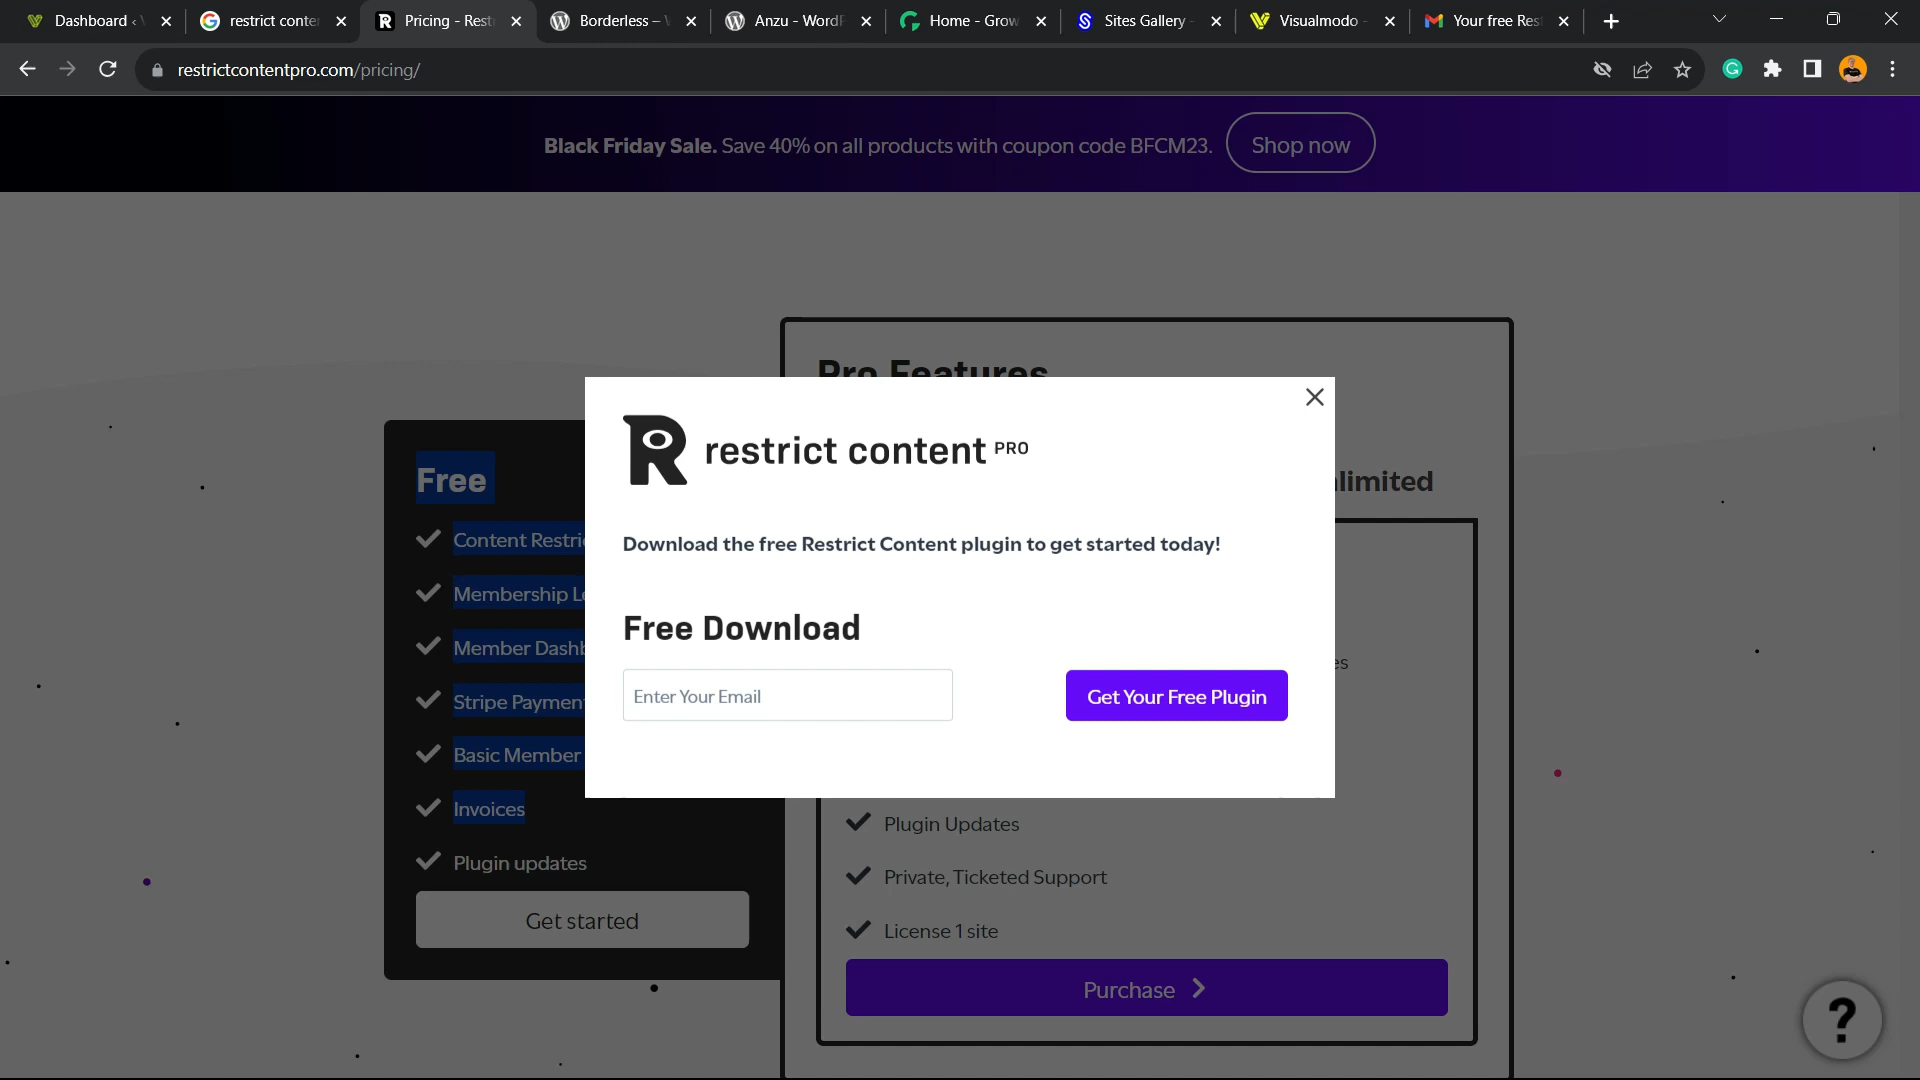 Dashboard ‹
restrict conte
Pricing - Rest
Borderless –
Anzu - WordP
Home - Grow
Sites Gallery -
Visualmodo -
Your free Res
restrictcontentpro.com/pricing/
Black Friday Sale. Save 40% on all products with coupon code BFCM23.
Shop now
Pro Features
Free
Content Restri
Membership Le
Member Dashb
Stripe Paymen
Basic Member
Invoices
Plugin updates
Get started
restrict content PRO
Download the free Restrict Content plugin to get started today!
Free Download
Enter Your Email
Get Your Free Plugin
limited
es
Plugin Updates
Private, Ticketed Support
License 1 site
Purchase
?